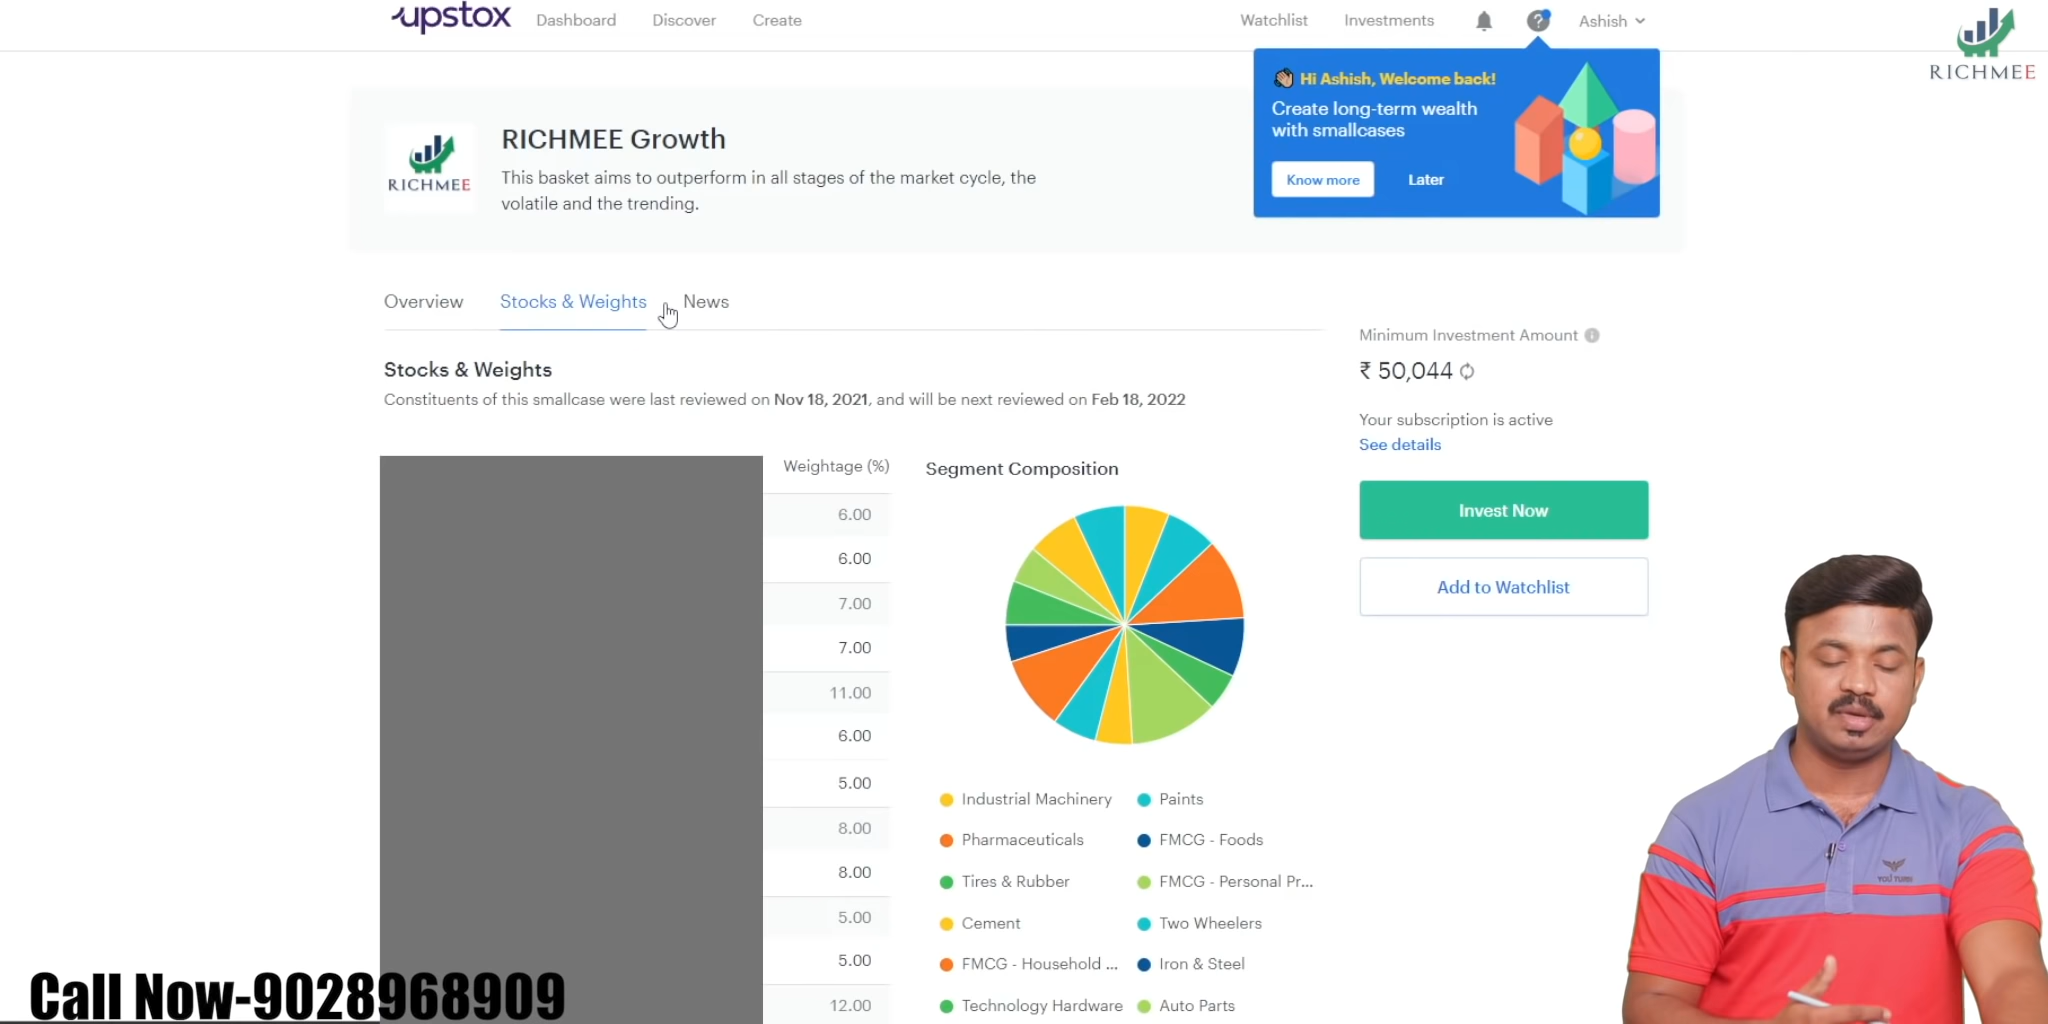 upstox Dashboard Discover Create Watchlist Investments Ashish
RICHMEE
Hi Ashish, Welcome back!
Create long-term wealth
with smallcases
Know more Later
RICHMEE
RICHMEE Growth
This basket aims to outperform in all stages of the market cycle, the
volatile and the trending.
Overview Stocks & Weights News
Stocks & Weights
Constituents of this smallcase were last reviewed on Nov 18, 2021, and will be next reviewed on Feb 18, 2022
Minimum Investment Amount
₹ 50,044
Your subscription is active
See details
Invest Now
Add to Watchlist
Weightage (%)
6.00
6.00
7.00
7.00
11.00
6.00
5.00
8.00
8.00
5.00
5.00
12.00
Segment Composition
Industrial Machinery Paints
Pharmaceuticals FMCG - Foods
Tires & Rubber FMCG - Personal Pr...
Cement Two Wheelers
FMCG - Household ... Iron & Steel
Technology Hardware Auto Parts
YOU TURN
Call Now-9028968909